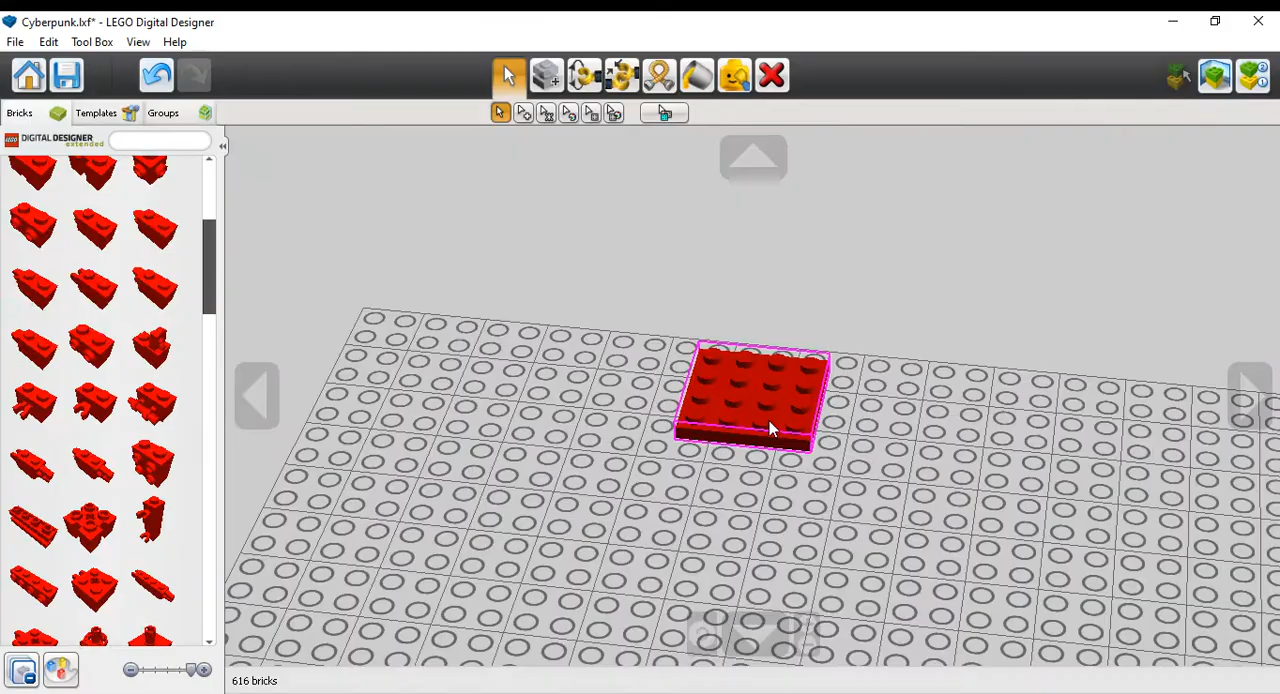 Cyberpunk.lxf* - LEGO Digital Designer
File Edit Tool Box View Help
Bricks Templates Groups
LEGO DIGITAL DESIGNER
extended
616 bricks